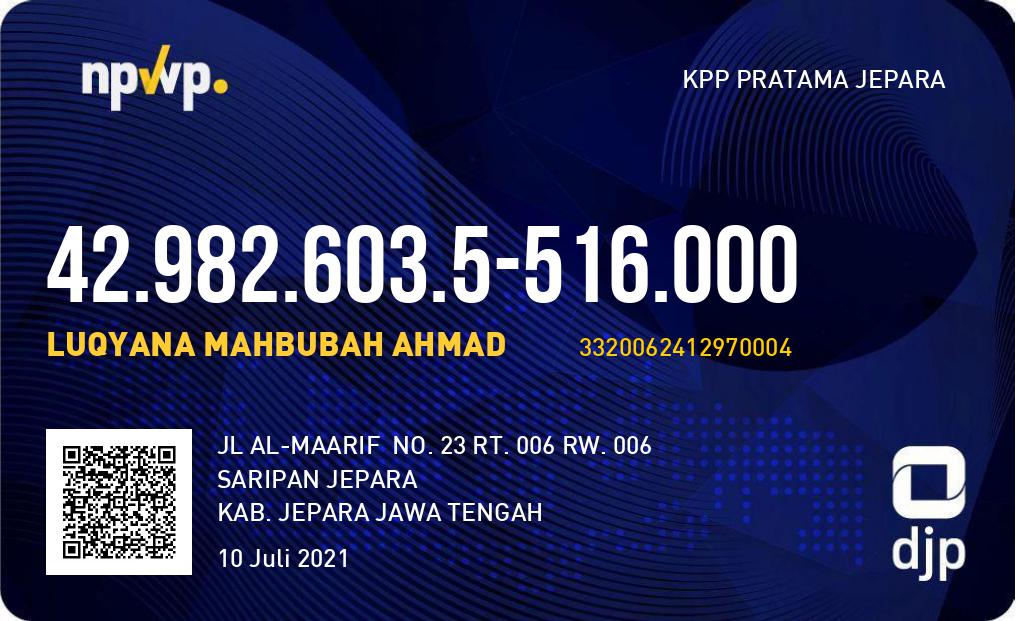 npwp.
KPP PRATAMA JEPARA
42.982.603.5-516.000
LUQYANA MAHBUBAH AHMAD 3320062412970004
JL AL-MAARIF NO. 23 RT. 006 RW. 006
SARIPAN JEPARA
KAB. JEPARA JAWA TENGAH
10 Juli 2021
djp